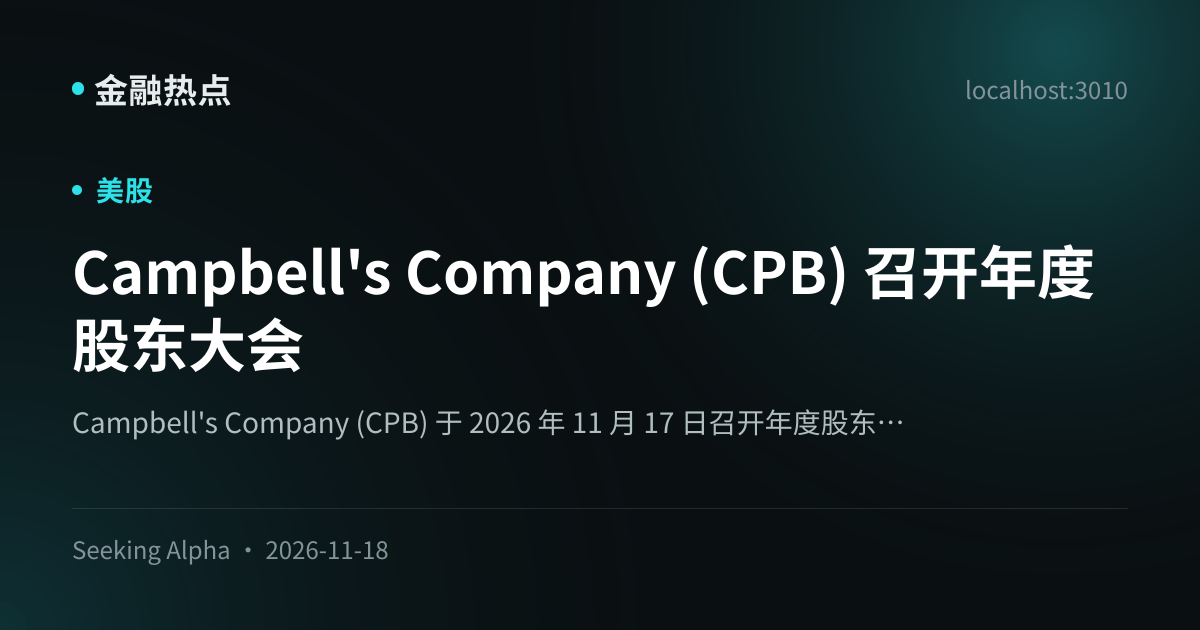 金融热点
localhost:3010
美股
Campbell's Company (CPB) 召开年度
股东大会
Campbell's Company (CPB) 于 2026 年 11 月 17 日召开年度股东…
Seeking Alpha • 2026-11-18